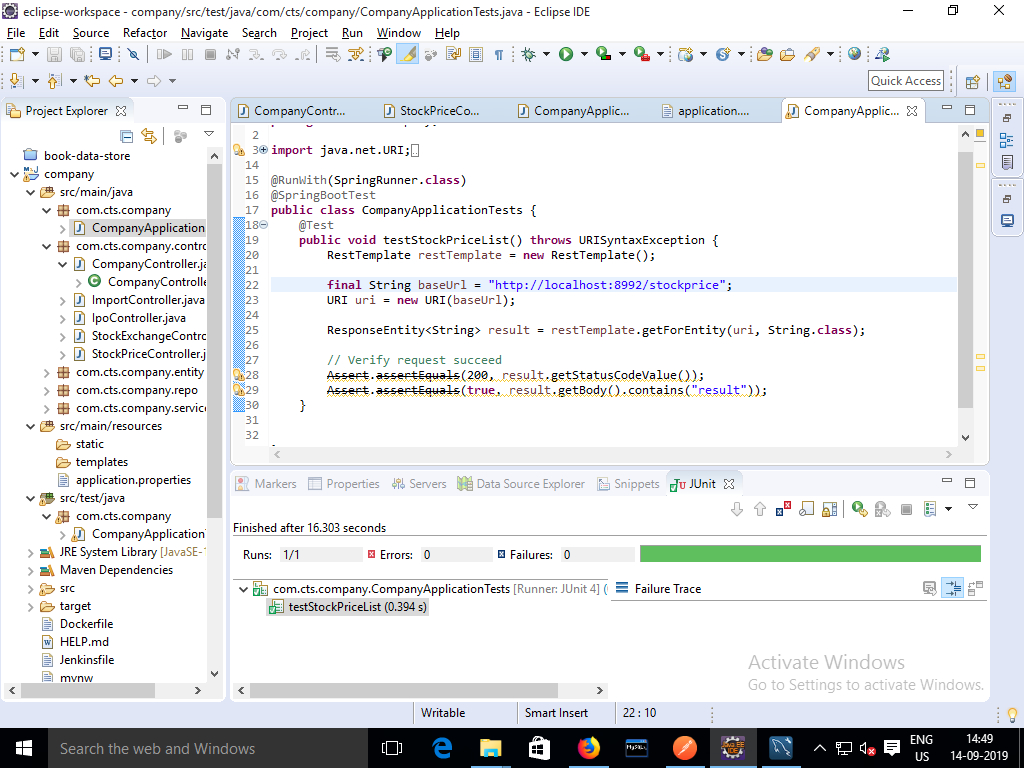 eclipse-workspace - company/src/test/java/com/cts/company/CompanyApplicationTests.java - Eclipse IDE
File Edit Source Refactor Navigate Search Project Run Window Help
Quick Access
Project Explorer
book-data-store
company
src/main/java
com.cts.company
CompanyApplication
com.cts.company.contro
CompanyController.ja
CompanyControlle
ImportController.java
IpoController.java
StockExchangeContro
StockPriceController.j
com.cts.company.entity
com.cts.company.repo
com.cts.company.servic
src/main/resources
static
templates
application.properties
src/test/java
com.cts.company
CompanyApplication
JRE System Library [JavaSE-1
Maven Dependencies
src
target
Dockerfile
HELP.md
Jenkinsfile
mvnw
CompanyContr... StockPriceCo... CompanyApplic... application.... CompanyApplic...
2
3 import java.net.URI;
14
15 @RunWith(SpringRunner.class)
16 @SpringBootTest
17 public class CompanyApplicationTests {
18 @Test
19 public void testStockPriceList() throws URISyntaxException {
20 RestTemplate restTemplate = new RestTemplate();
21
22 final String baseUrl = "http://localhost:8992/stockprice";
23 URI uri = new URI(baseUrl);
24
25 ResponseEntity<String> result = restTemplate.getForEntity(uri, String.class);
26
27 // Verify request succeed
28 Assert.assertEquals(200, result.getStatusCodeValue());
29 Assert.assertEquals(true, result.getBody().contains("result"));
30 }
31
32
Markers Properties Servers Data Source Explorer Snippets JUnit
Finished after 16.303 seconds
Runs: 1/1 Errors: 0 Failures: 0
com.cts.company.CompanyApplicationTests [Runner: JUnit 4] (
testStockPriceList (0.394 s)
Failure Trace
Activate Windows
Go to Settings to activate Windows.
Writable Smart Insert 22 : 10
Search the web and Windows
ENG
US
14:49
14-09-2019